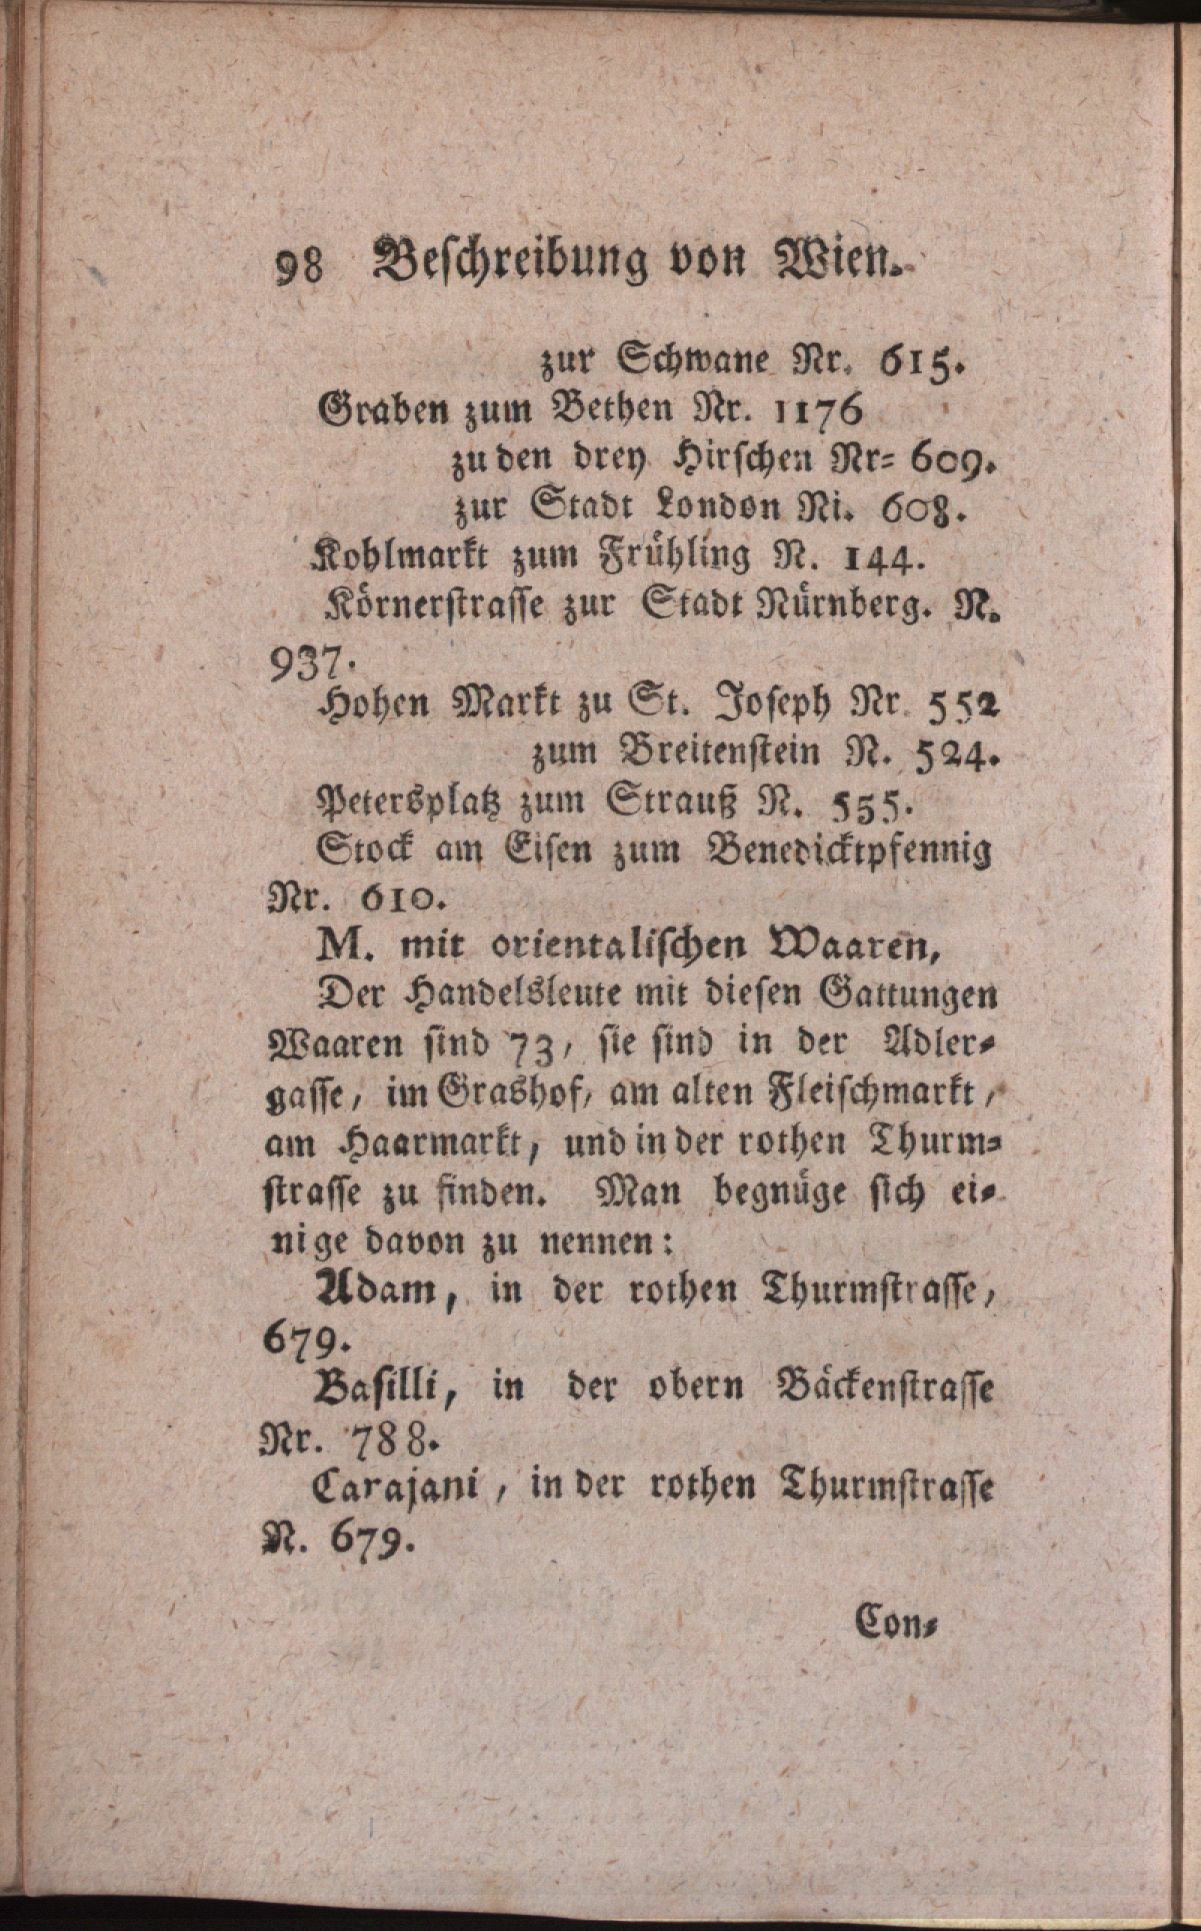 98 Beschreibung von Wien.
zur Schwane Nr. 615.
Graben zum Bethen Nr. 1176
zu den drey Hirschen Nr= 609.
zur Stadt London Ni. 608.
Kohlmarkt zum Frühling N. 144.
Körnerstrasse zur Stadt Nürnberg. N.
937.
Hohen Markt zu St. Joseph Nr. 552
zum Breitenstein N. 524.
Petersplatz zum Strauß N. 555.
Stock am Eisen zum Benedicktpfennig
Nr. 610.
M. mit orientalischen Waaren,
Der Handelsleute mit diesen Gattungen
Waaren sind 73, sie sind in der Adler=
gasse, im Grashof, am alten Fleischmarkt,
am Haarmarkt, und in der rothen Thurm=
strasse zu finden. Man begnüge sich ei=
nige davon zu nennen:
Adam, in der rothen Thurmstrasse,
679.
Basilli, in der obern Bäckenstrasse
Nr. 788.
Carajani, in der rothen Thurmstrasse
N. 679.
Con=